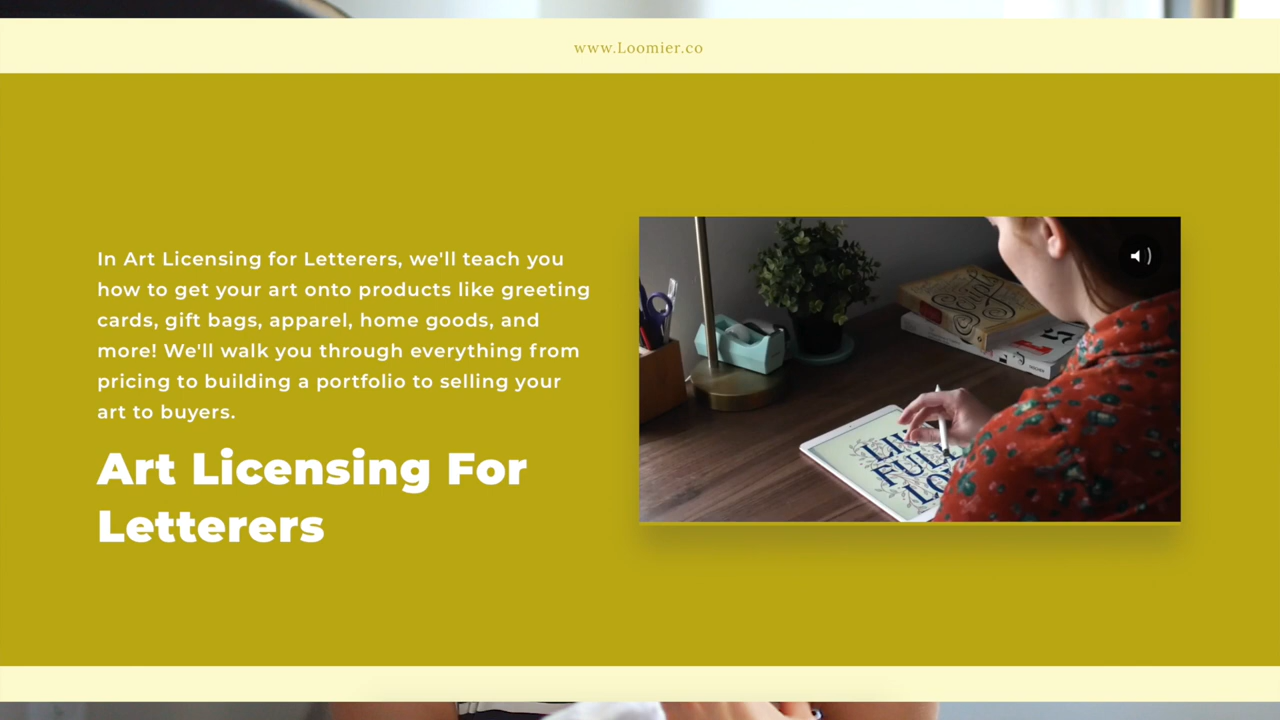 www.Loomier.co
In Art Licensing for Letterers, we'll teach you
how to get your art onto products like greeting
cards, gift bags, apparel, home goods, and
more! We'll walk you through everything from
pricing to building a portfolio to selling your
art to buyers.
Art Licensing For
Letterers